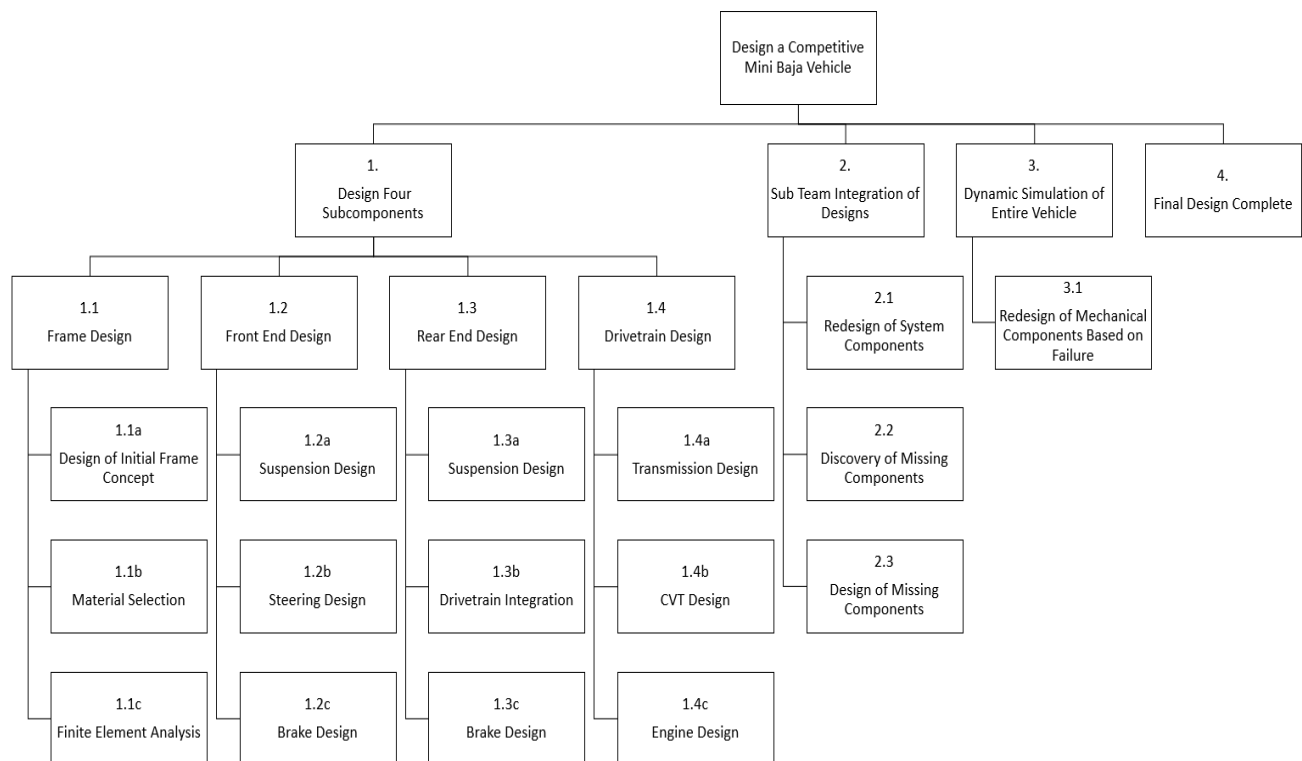 Design a Competitive
Mini Baja Vehicle
1.
Design Four
Subcomponents
2.
Sub Team Integration of
Designs
3.
Dynamic Simulation of
Entire Vehicle
4.
Final Design Complete
1.1
Frame Design
1.2
Front End Design
1.3
Rear End Design
1.4
Drivetrain Design
2.1
Redesign of System
Components
3.1
Redesign of Mechanical
Components Based on
Failure
1.1a
Design of Initial Frame
Concept
1.2a
Suspension Design
1.3a
Suspension Design
1.4a
Transmission Design
2.2
Discovery of Missing
Components
1.1b
Material Selection
1.2b
Steering Design
1.3b
Drivetrain Integration
1.4b
CVT Design
2.3
Design of Missing
Components
1.1c
Finite Element Analysis
1.2c
Brake Design
1.3c
Brake Design
1.4c
Engine Design